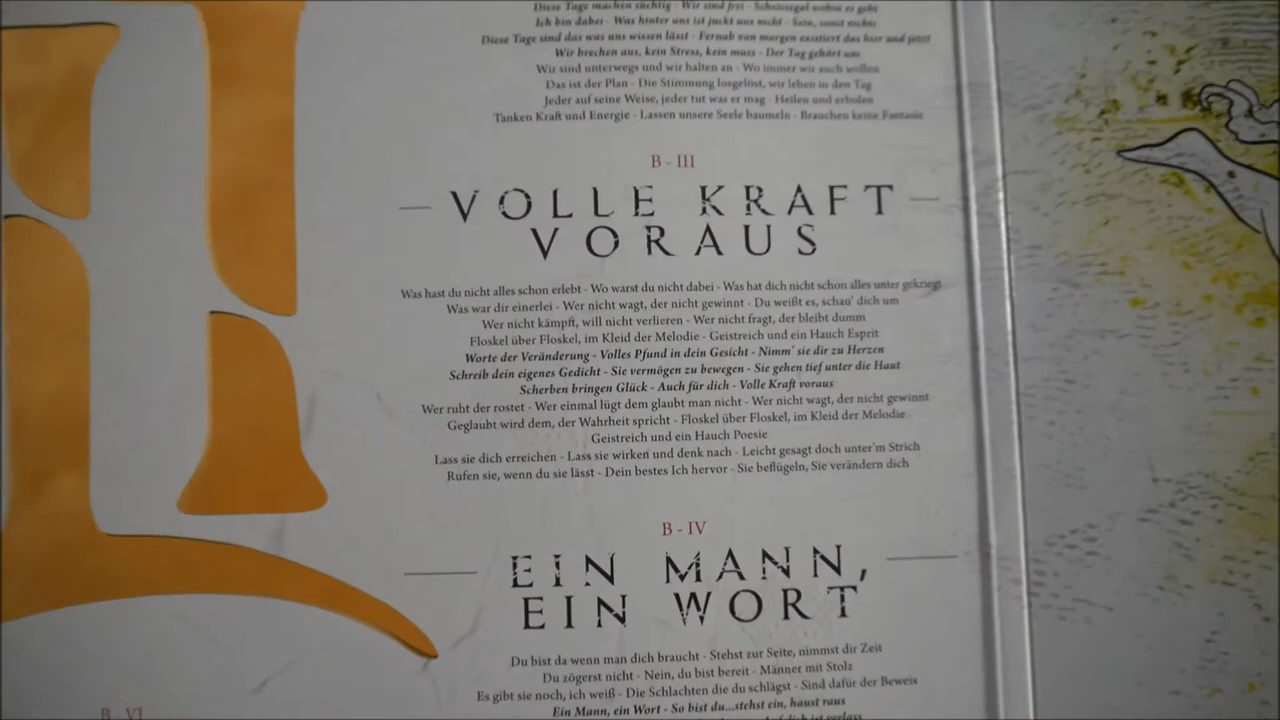 Diese Tage machen süchtig - Wir sind frei - Scheissegal wohin es geht
Ich bin dabei - Was hinter uns ist juckt uns nicht - Sein, sonst nichts
Diese Tage sind das was uns wissen lässt - Fernab von morgen existiert das hier und jetzt
Wir brechen aus, kein Stress, kein muss - Der Tag gehört uns
Wir sind unterwegs und wir halten an - Wo immer wir auch wollen
Das ist der Plan - Die Stimmung losgelöst, wir leben in den Tag
Jeder auf seine Weise, jeder tut was er mag - Heilen und erholen
Tanken Kraft und Energie - Lassen unsere Seele baumeln - Brauchen keine Fantasie
B - III
VOLLE KRAFT
VORAUS
Was hast du nicht alles schon erlebt - Wo warst du nicht dabei - Was hat dich nicht schon alles unter gekriegt
Was war dir einerlei - Wer nicht wagt, der nicht gewinnt - Du weißt es, schau' dich um
Wer nicht kämpft, will nicht verlieren - Wer nicht fragt, der bleibt dumm
Floskel über Floskel, im Kleid der Melodie - Geistreich und ein Hauch Esprit
Worte der Veränderung - Volles Pfund in dein Gesicht - Nimm' sie dir zu Herzen
Schreib dein eigenes Gedicht - Sie vermögen zu bewegen - Sie gehen tief unter die Haut
Scherben bringen Glück - Auch für dich - Volle Kraft voraus
Wer ruht der rostet - Wer einmal lügt dem glaubt man nicht - Wer nicht wagt, der nicht gewinnt
Geglaubt wird dem, der Wahrheit spricht - Floskel über Floskel, im Kleid der Melodie
Geistreich und ein Hauch Poesie
Lass sie dich erreichen - Lass sie wirken und denk nach - Leicht gesagt doch unter'm Strich
Rufen sie, wenn du sie lässt - Dein bestes Ich hervor - Sie beflügeln, Sie verändern dich
B - IV
EIN MANN,
EIN WORT
Du bist da wenn man dich braucht - Stehst zur Seite, nimmst dir Zeit
Du zögerst nicht - Nein, du bist bereit - Männer mit Stolz
Es gibt sie noch, ich weiß - Die Schlachten die du schlägst - Sind dafür der Beweis
Ein Mann, ein Wort - So bist du...stehst ein, haust raus
B - VI